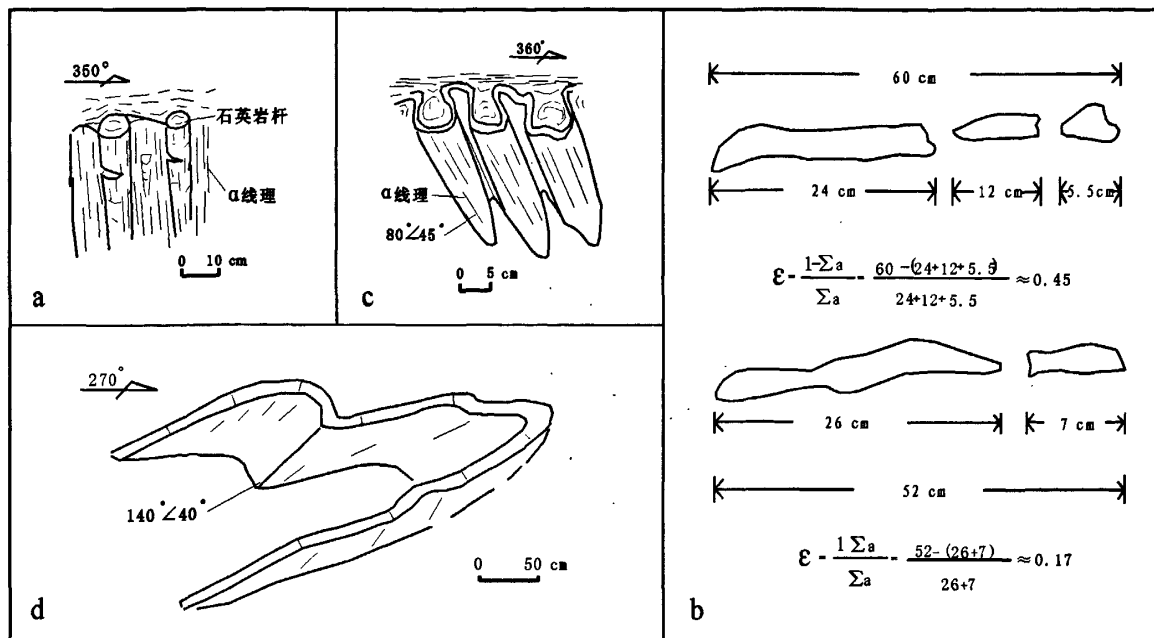 350°
石英岩杆
α线理
0 10 cm
a
360°
α线理
80°∠45°
0 5 cm
c
270°
140°∠40°
0 50 cm
d
60 cm
24 cm
12 cm
5.5cm
ε-1-Σa/Σa-60-(24+12+5.5)/24+12+5.5≈0.45
26 cm
7 cm
52 cm
ε-1Σa/Σa-52-(26+7)/26+7≈0.17
b